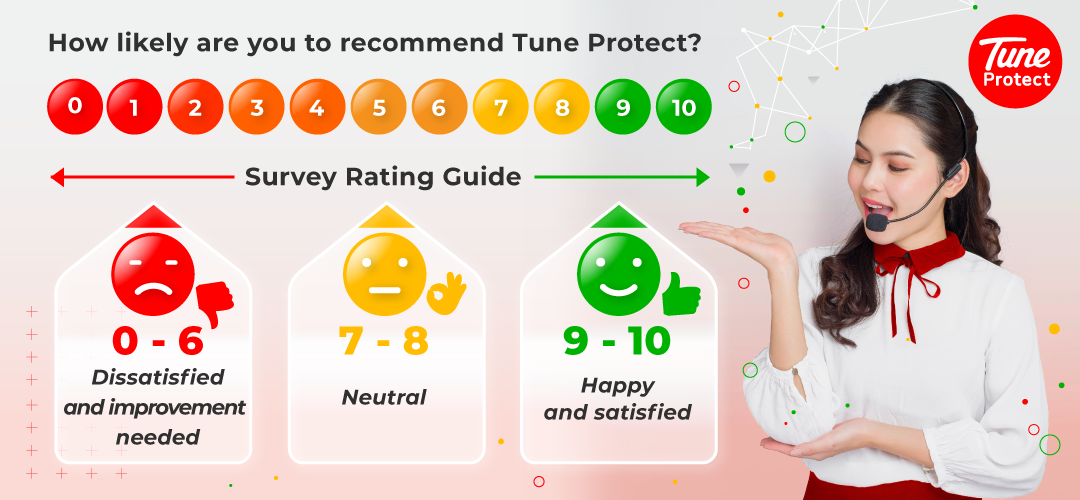 How likely are you to recommend Tune Protect?
Tune
Protect
0 1 2 3 4 5 6 7 8 9 10
Survey Rating Guide
0 - 6
Dissatisfied
and improvement
needed
7 - 8
Neutral
9 - 10
Happy
and satisfied